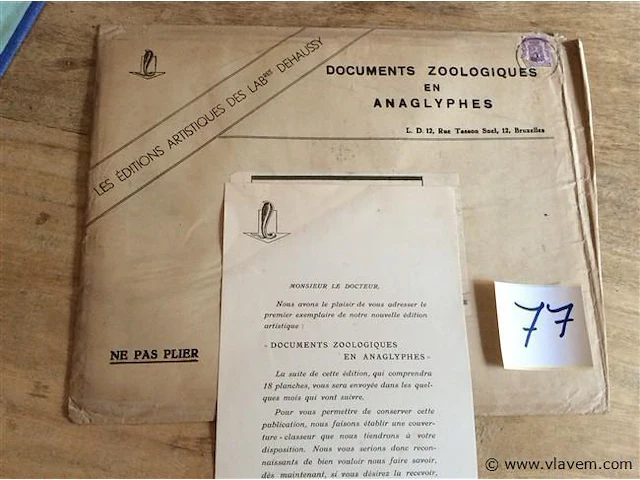 LES ÉDITIONS ARTISTIQUES DES LABRES DEHAUSSY
DOCUMENTS ZOOLOGIQUES
EN
ANAGLYPHES
L. D. 12, Rue Tasson Snel, 12, Bruxelles
NE PAS PLIER
MONSIEUR LE DOCTEUR,
Nous avons le plaisir de vous adresser le
premier exemplaire de notre nouvelle édition
artistique :
« DOCUMENTS ZOOLOGIQUES
EN ANAGLYPHES »
La suite de cette édition, qui comprendra
18 planches, vous sera envoyée dans les quel-
ques mois qui vont suivre.
Pour vous permettre de conserver cette
publication, nous faisons établir une couver-
ture - classeur que nous tiendrons à votre
disposition. Nous vous serions donc recon-
naissants de bien vouloir nous faire savoir,
dès maintenant, si vous désirez la recevoir,
77
© www.vlavem.com